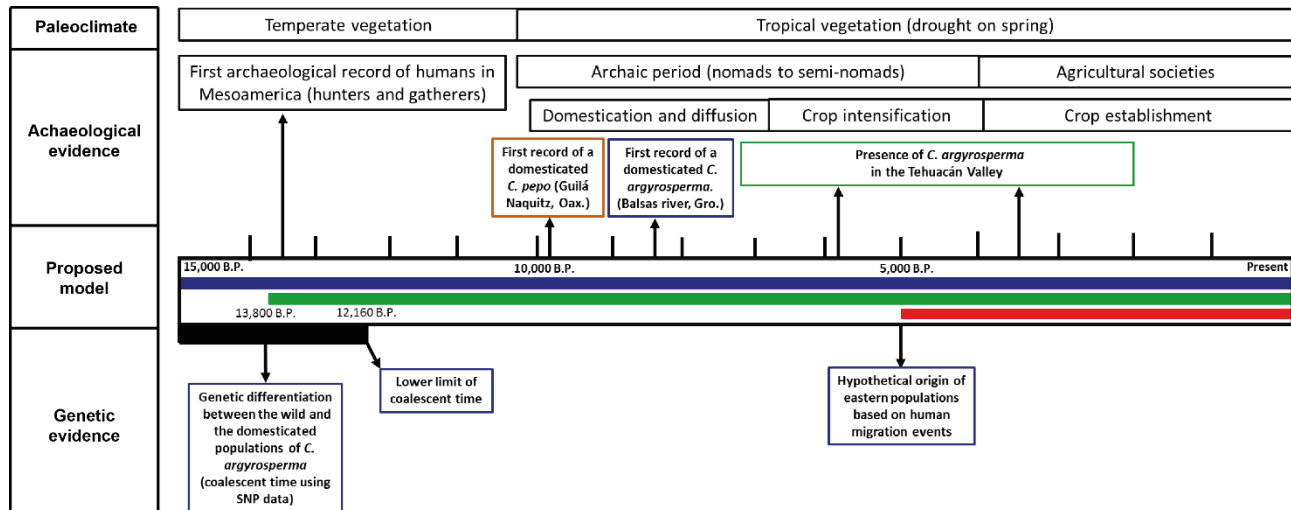 Paleoclimate
Temperate vegetation
Tropical vegetation (drought on spring)
Achaeological
evidence
First archaeological record of humans in
Mesoamerica (hunters and gatherers)
Archaic period (nomads to semi-nomads)
Agricultural societies
Domestication and diffusion
Crop intensification
Crop establishment
First record of a
domesticated
C. pepo (Guilá
Naquitz, Oax.)
First record of a
domesticated C.
argyrosperma.
(Balsas river, Gro.)
Presence of C. argyrosperma
in the Tehuacán Valley
Proposed
model
15,000 B.P.
10,000 B.P.
5,000 B.P.
Present
13,800 B.P.
12,160 B.P.
Genetic
evidence
Genetic differentiation
between the wild and
the domesticated
populations of C.
argyrosperma
(coalescent time using
SNP data)
Lower limit of
coalescent time
Hypothetical origin of
eastern populations
based on human
migration events